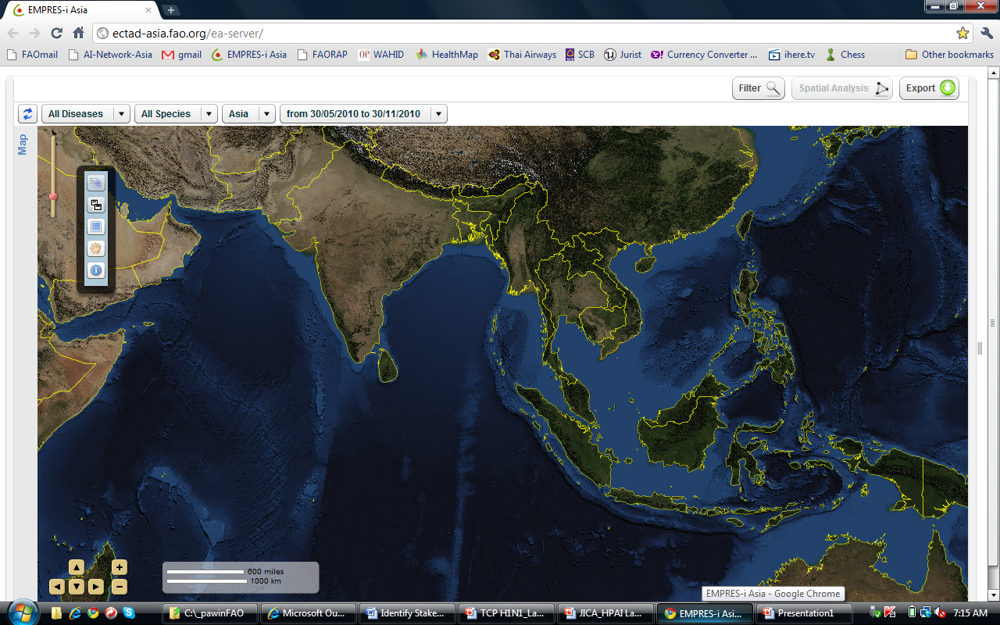 EMPRES-i Asia
ectad-asia.fao.org/ea-server/
FAOmail AI-Network-Asia gmail EMPRES-i Asia FAORAP WAHID HealthMap Thai Airways SCB Jurist Currency Converter ... ihere.tv Chess Other bookmarks
Filter Spatial Analysis Export
All Diseases All Species Asia from 30/05/2010 to 30/11/2010
Map
600 miles
1000 km
EMPRES-i Asia - Google Chrome
C:\_pawinFAO Microsoft Ou... Identify Stake... TCP H1N1_La... JICA_HPAI La... EMPRES-i Asi... Presentation1 7:15 AM